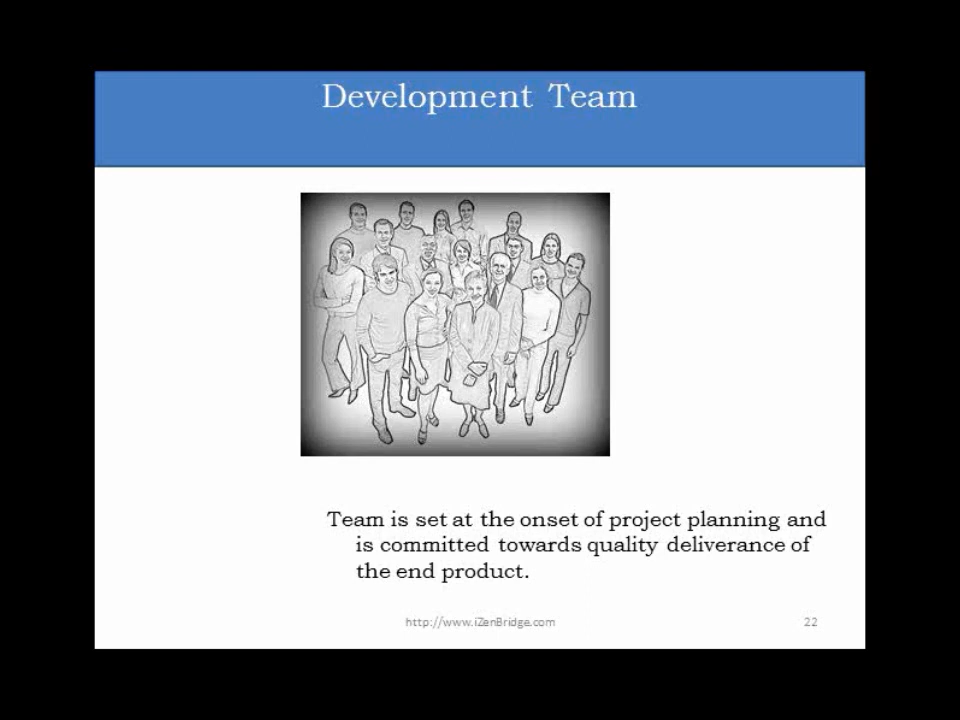 Development Team
Team is set at the onset of project planning and
is committed towards quality deliverance of
the end product.
http://www.iZenBridge.com
22